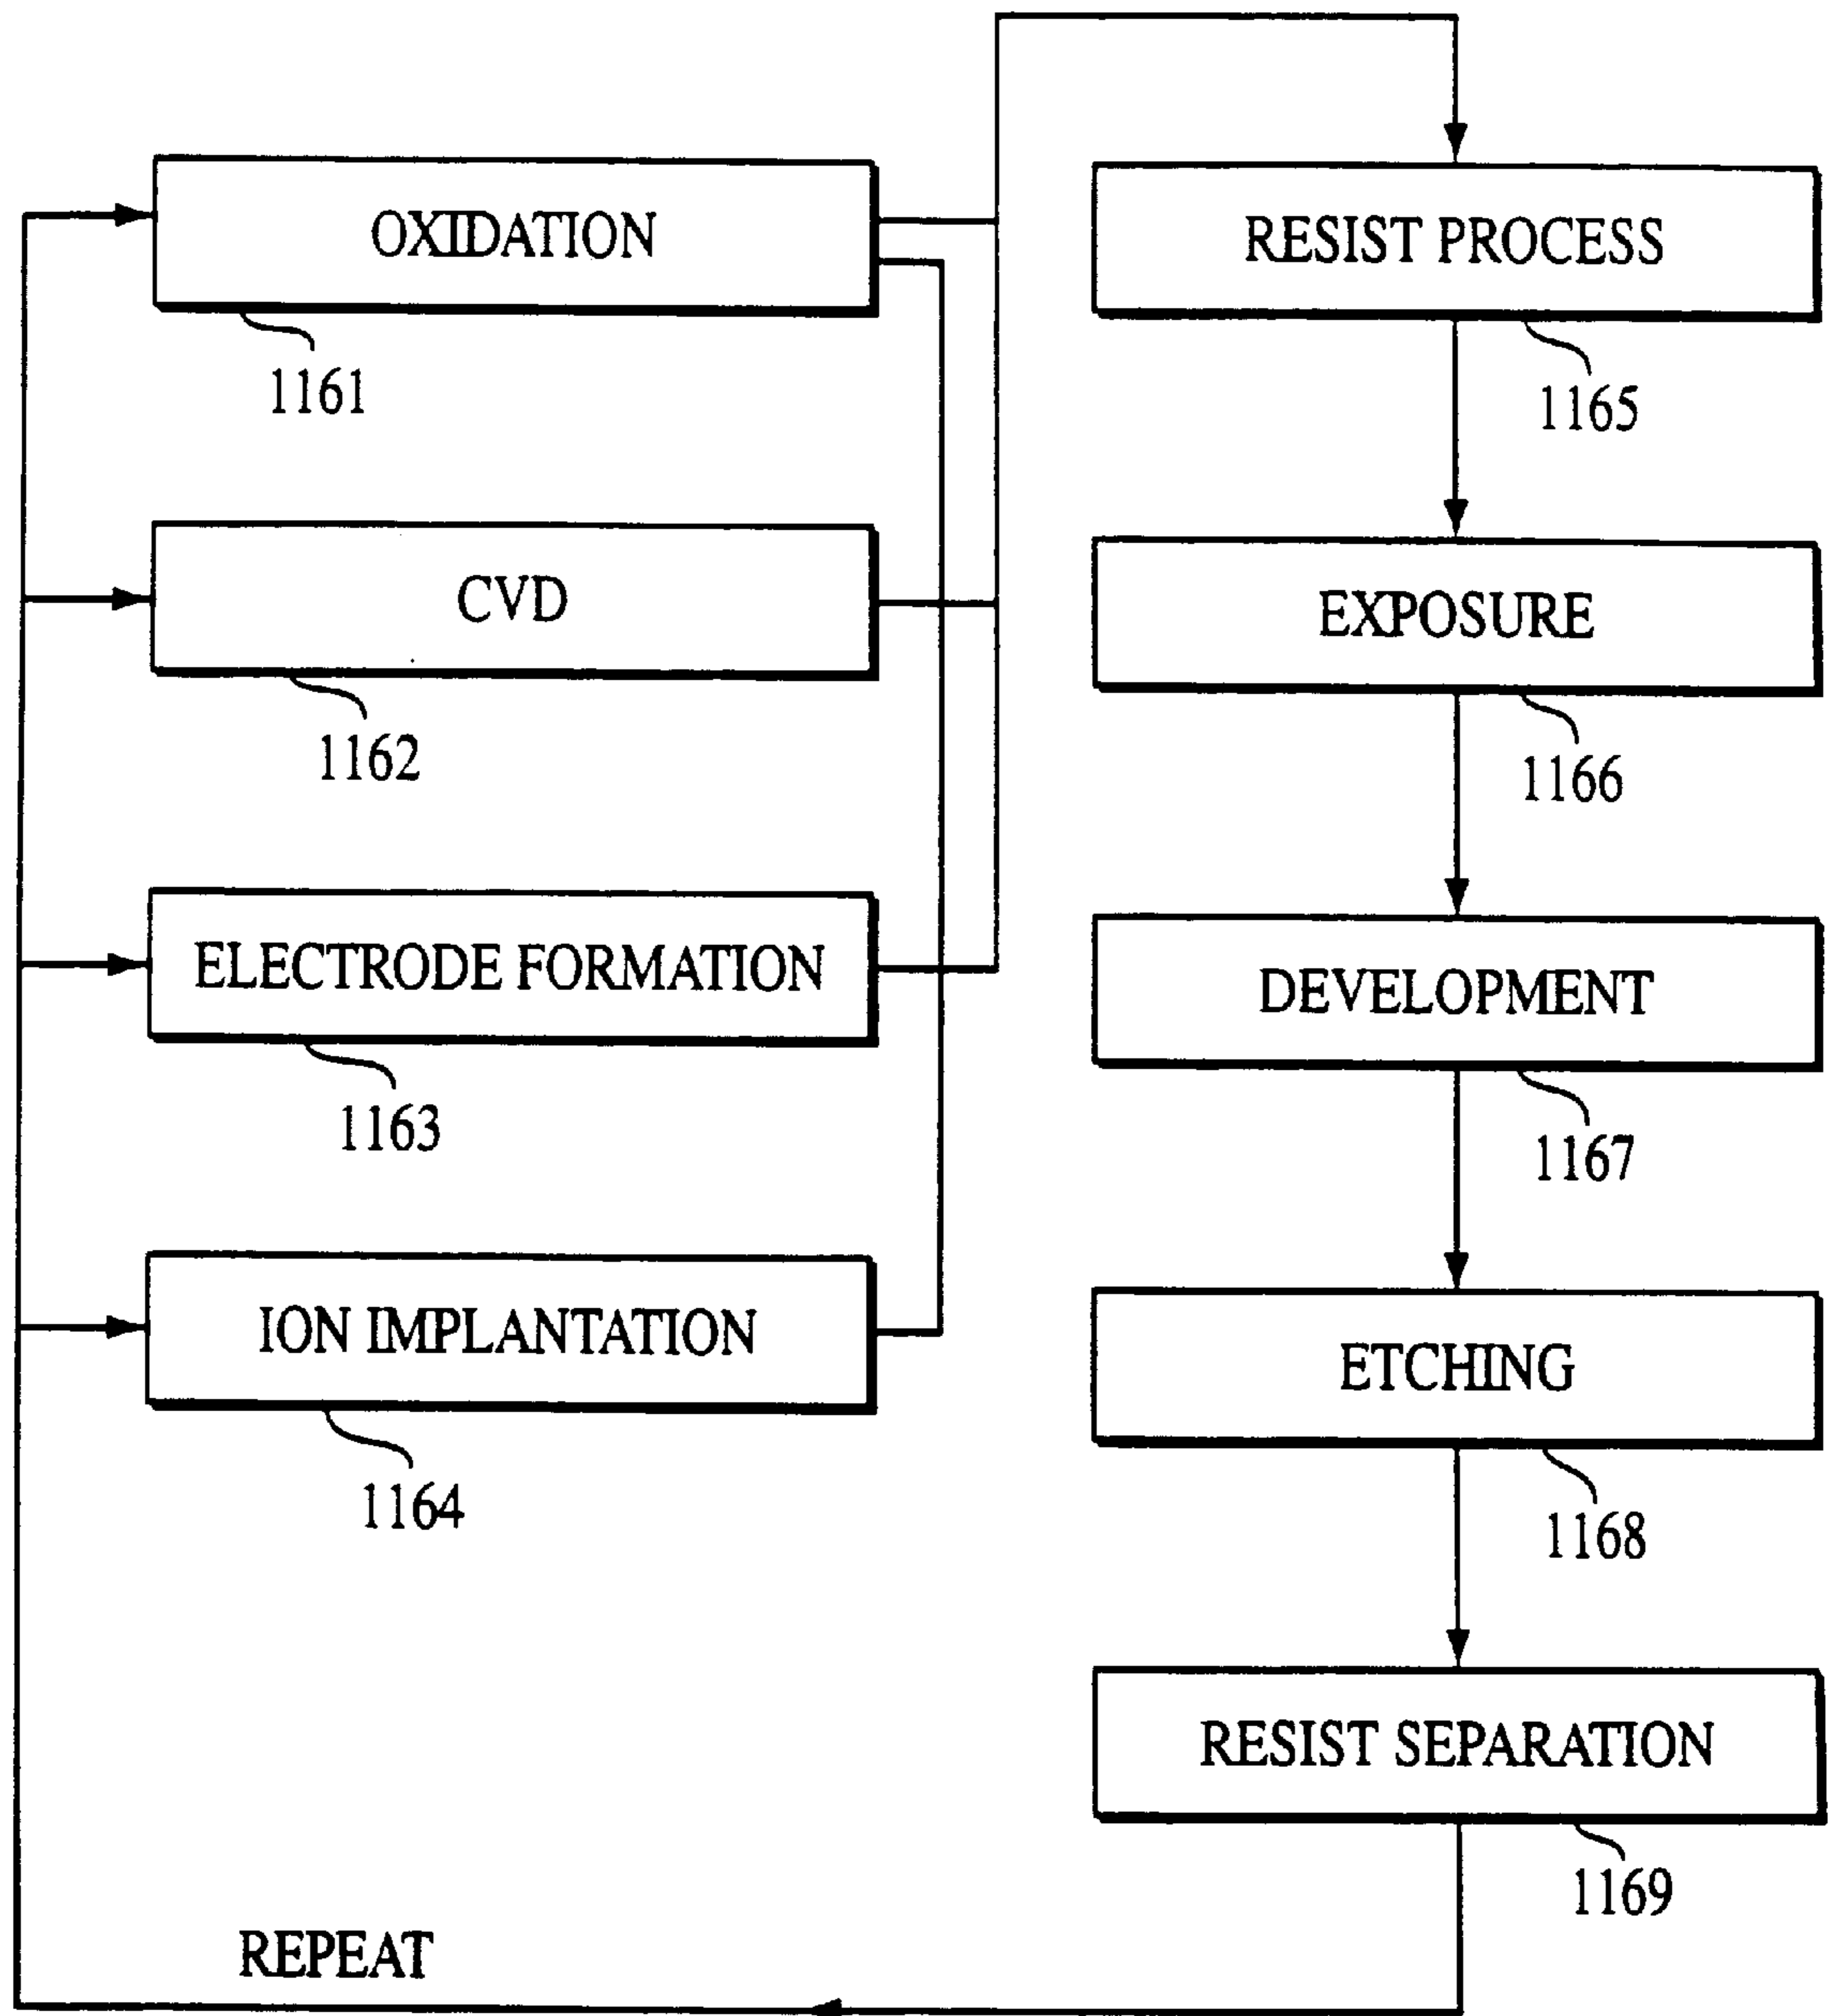 OXIDATION
1161
CVD
1162
ELECTRODE FORMATION
1163
ION IMPLANTATION
1164
RESIST PROCESS
1165
EXPOSURE
1166
DEVELOPMENT
1167
ETCHING
1168
RESIST SEPARATION
1169
REPEAT